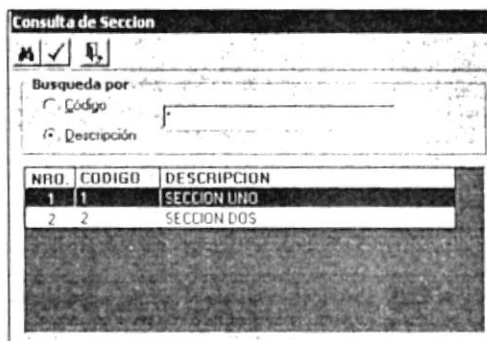 Consulta de Seccion
Busqueda por
Código
*
Descripción
NRO. CODIGO DESCRIPCION
1 1 SECCION UNO
2 2 SECCION DOS